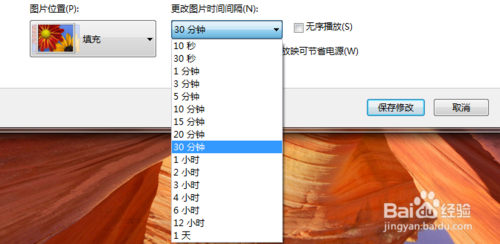 图片位置(P):
更改图片时间间隔(N):
填充
30 分钟
无序播放(S)
放映可节省电源(W)
10 秒
30 秒
1 分钟
3 分钟
5 分钟
10 分钟
15 分钟
20 分钟
30 分钟
1 小时
2 小时
3 小时
4 小时
6 小时
12 小时
1 天
保存修改
取消
Baidu 经验
jingyan.baidu.com